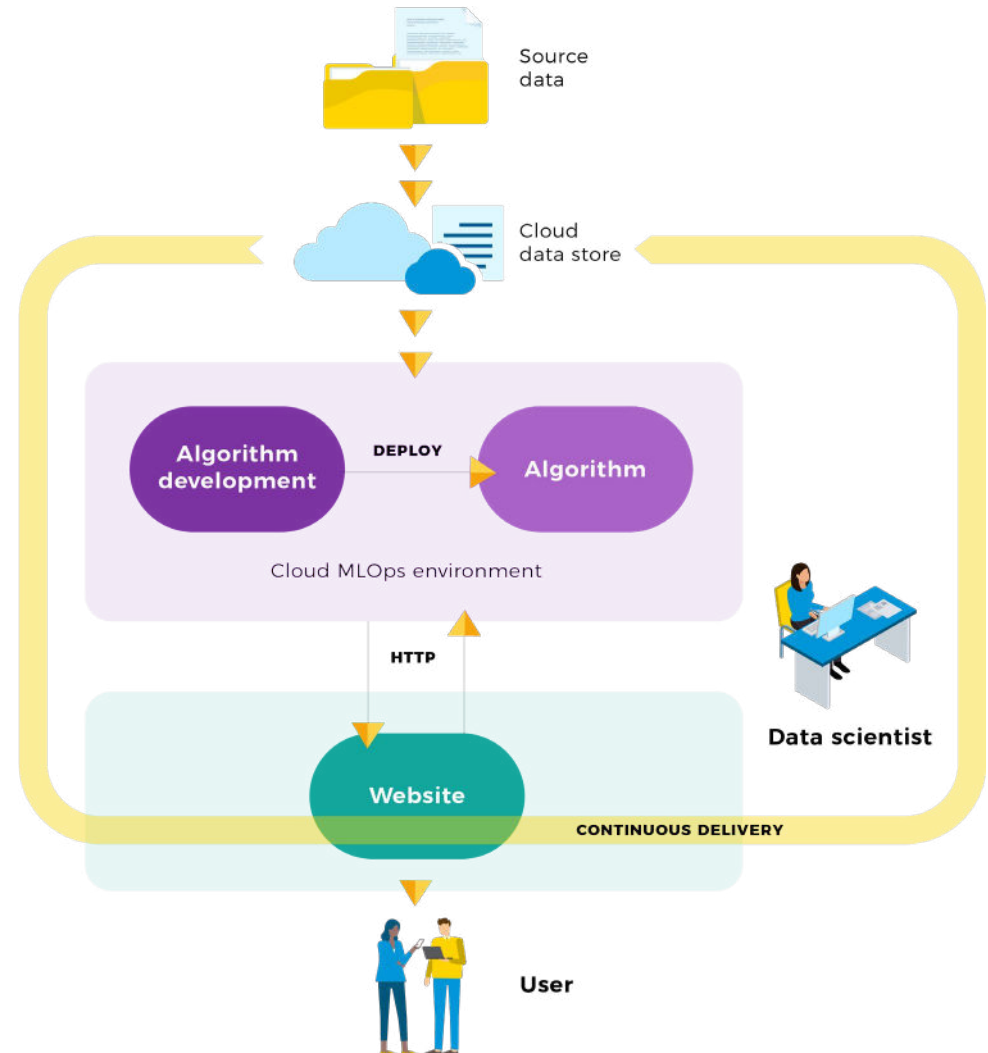 Source
data
Cloud
data store
Algorithm
development
DEPLOY
Algorithm
Cloud MLOps environment
HTTP
Data scientist
Website
CONTINUOUS DELIVERY
User